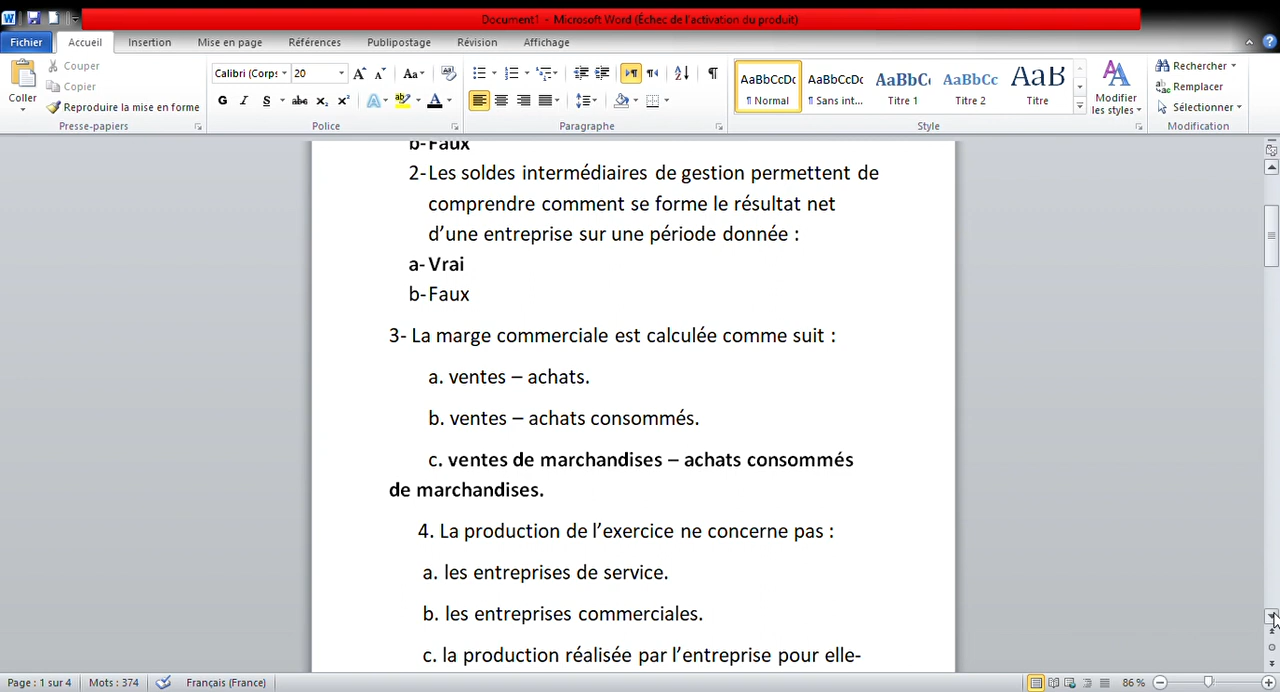 Document1 - Microsoft Word (Échec de l'activation du produit)
Fichier Accueil Insertion Mise en page Références Publipostage Révision Affichage
Coller
Couper
Copier
Reproduire la mise en forme
Presse-papiers
Calibri (Corps 20
G I S abc x₂ x²
Police
Paragraphe
AaBbCcDc AaBbCcDc AaBbC AaBbCc AaB
¶ Normal ¶ Sans int... Titre 1 Titre 2 Titre
Modifier les styles
Style
Rechercher
Remplacer
Sélectionner
Modification
b-Faux
2-Les soldes intermédiaires de gestion permettent de
comprendre comment se forme le résultat net
d'une entreprise sur une période donnée :
a-Vrai
b-Faux
3- La marge commerciale est calculée comme suit :
a. ventes – achats.
b. ventes – achats consommés.
c. ventes de marchandises – achats consommés
de marchandises.
4. La production de l'exercice ne concerne pas :
a. les entreprises de service.
b. les entreprises commerciales.
c. la production réalisée par l'entreprise pour elle-
Page : 1 sur 4 Mots : 374 Français (France) 86 %